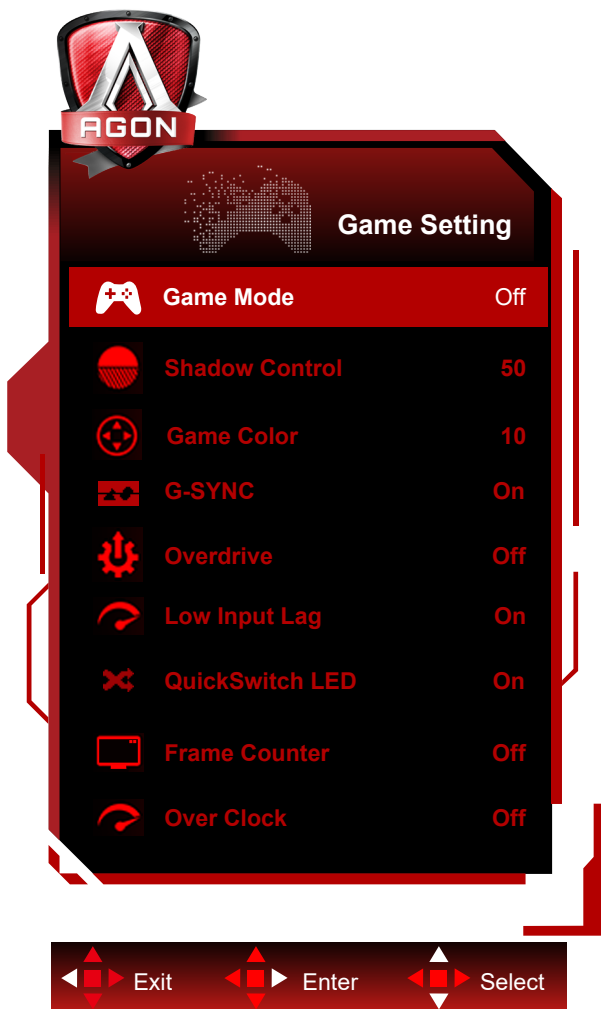 AGON
Game Setting
Game Mode Off
Shadow Control 50
Game Color 10
G-SYNC On
Overdrive Off
Low Input Lag On
QuickSwitch LED On
Frame Counter Off
Over Clock Off
Exit Enter Select